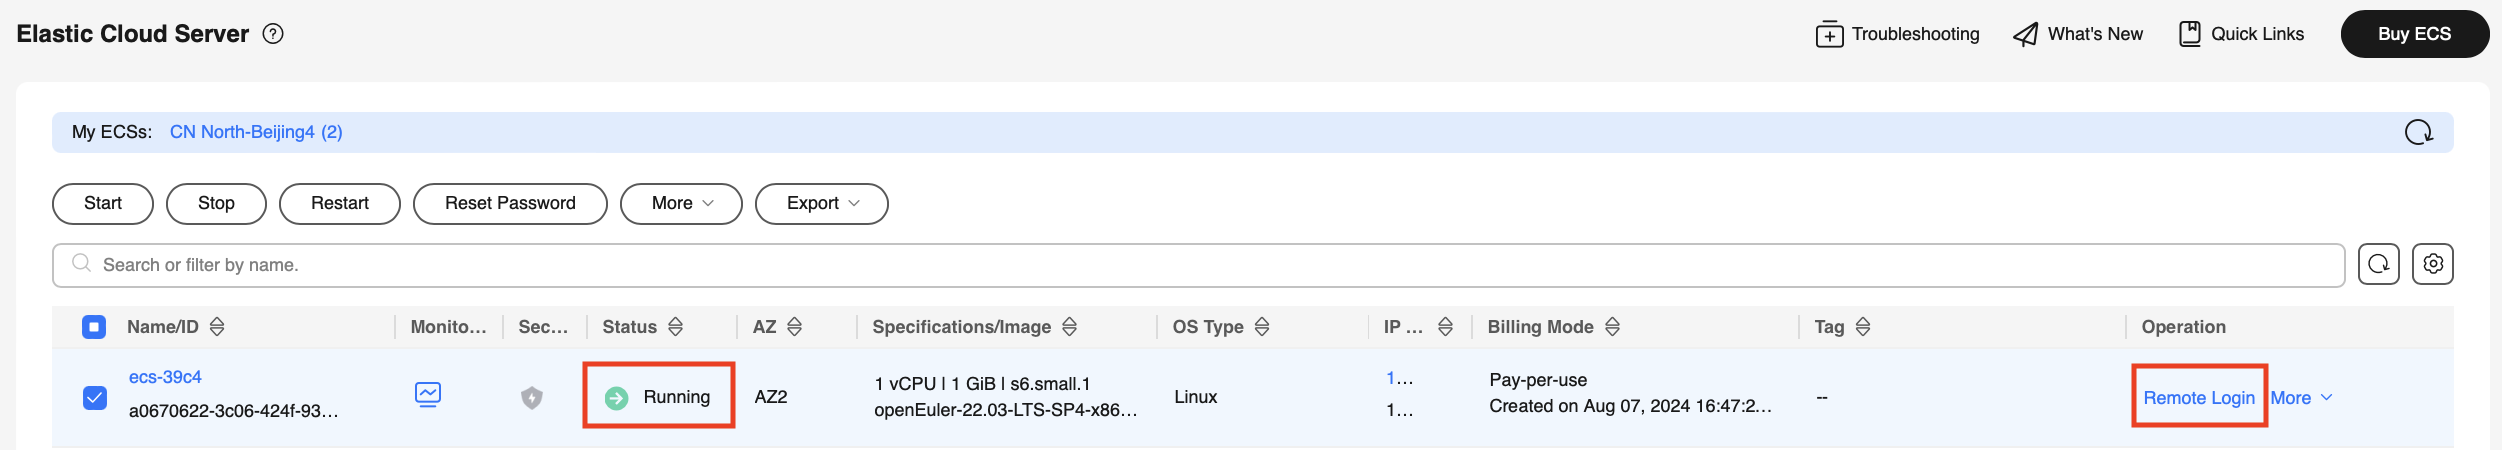 Elastic Cloud Server ?
Troubleshooting What's New Quick Links Buy ECS
My ECSs: CN North-Beijing4 (2)
Start Stop Restart Reset Password More Export
Search or filter by name.
Name/ID Monito... Sec... Status AZ Specifications/Image OS Type IP ... Billing Mode Tag Operation
ecs-39c4
a0670622-3c06-424f-93...
Running
AZ2
1 vCPU | 1 GiB | s6.small.1
openEuler-22.03-LTS-SP4-x86...
Linux
1...
1...
Pay-per-use
Created on Aug 07, 2024 16:47:2...
--
Remote Login More